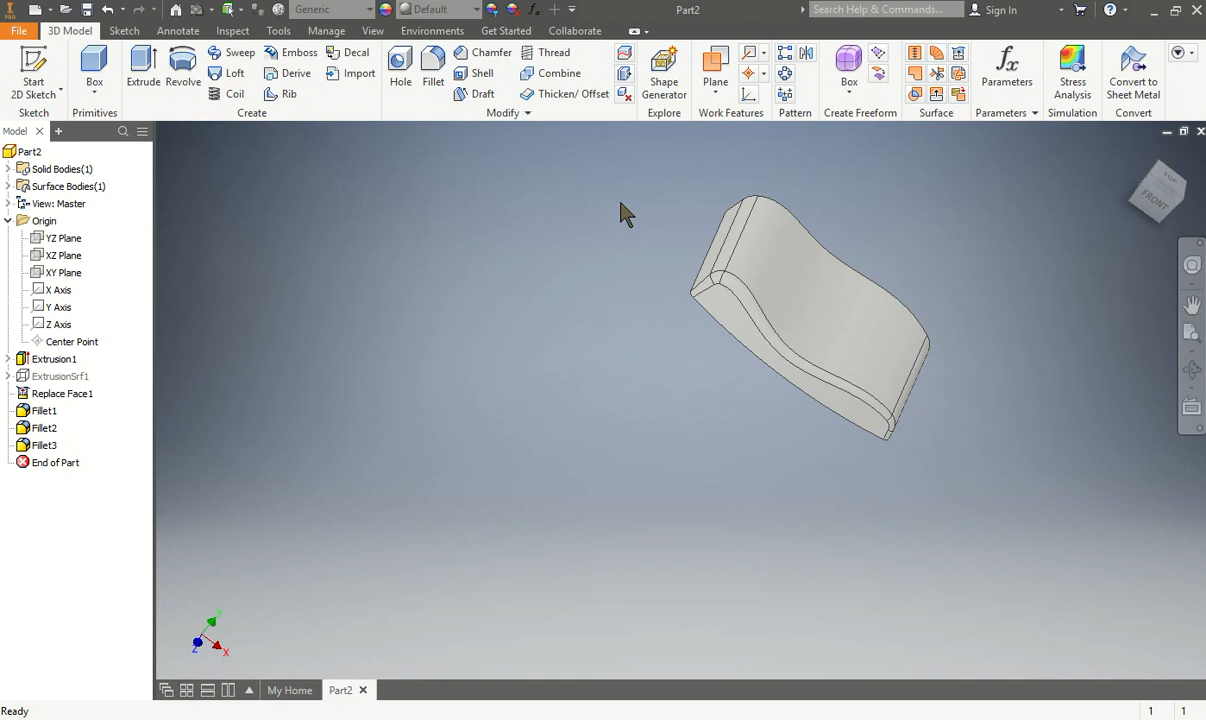 PRO
Generic
Default
Part2
Search Help & Commands...
Sign In
File
3D Model
Sketch
Annotate
Inspect
Tools
Manage
View
Environments
Get Started
Collaborate
Start
2D Sketch
Box
Extrude
Revolve
Sweep
Loft
Coil
Emboss
Derive
Rib
Decal
Import
Hole
Fillet
Chamfer
Shell
Draft
Thread
Combine
Thicken/ Offset
Shape
Generator
Plane
Box
fx
Parameters
Stress
Analysis
Convert to
Sheet Metal
Sketch
Primitives
Create
Modify
Explore
Work Features
Pattern
Create Freeform
Surface
Parameters
Simulation
Convert
Model
Part2
Solid Bodies(1)
Surface Bodies(1)
View: Master
Origin
YZ Plane
XZ Plane
XY Plane
X Axis
Y Axis
Z Axis
Center Point
Extrusion1
ExtrusionSrf1
Replace Face1
Fillet1
Fillet2
Fillet3
End of Part
TOP
FRONT
Y
X
Z
My Home
Part2
Ready
1
1